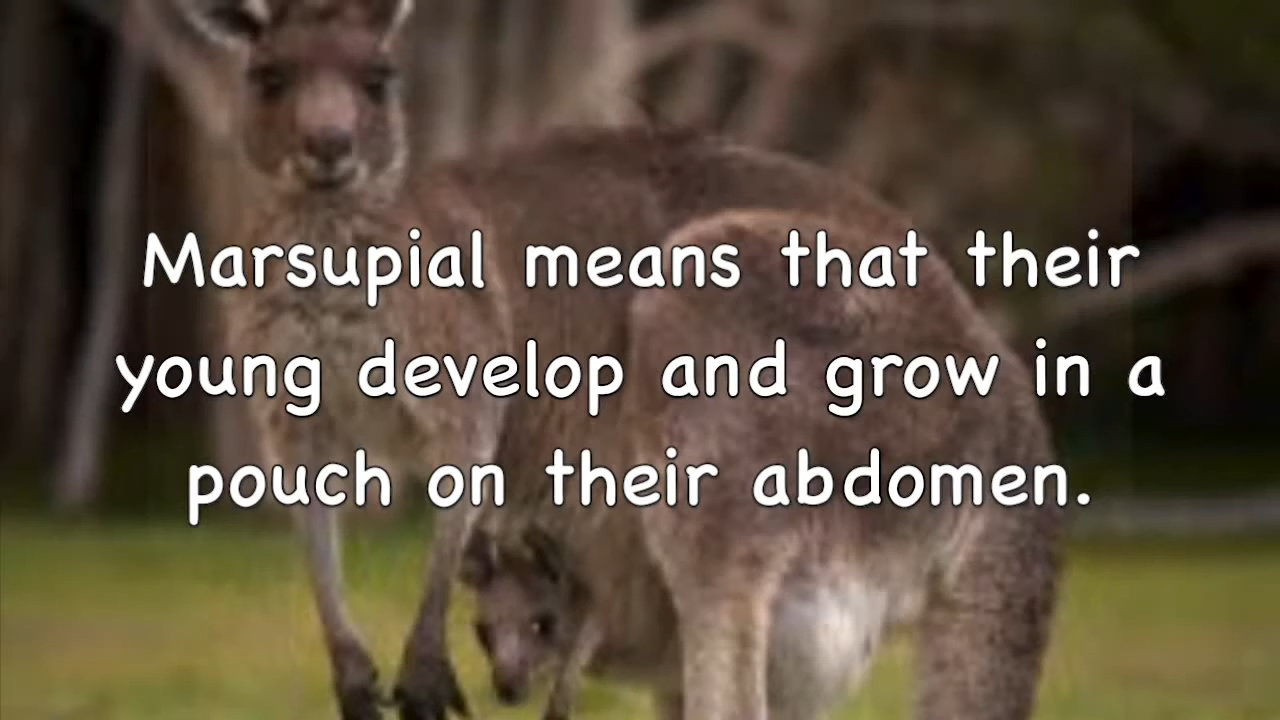 Marsupial means that their
young develop and grow in a
pouch on their abdomen.